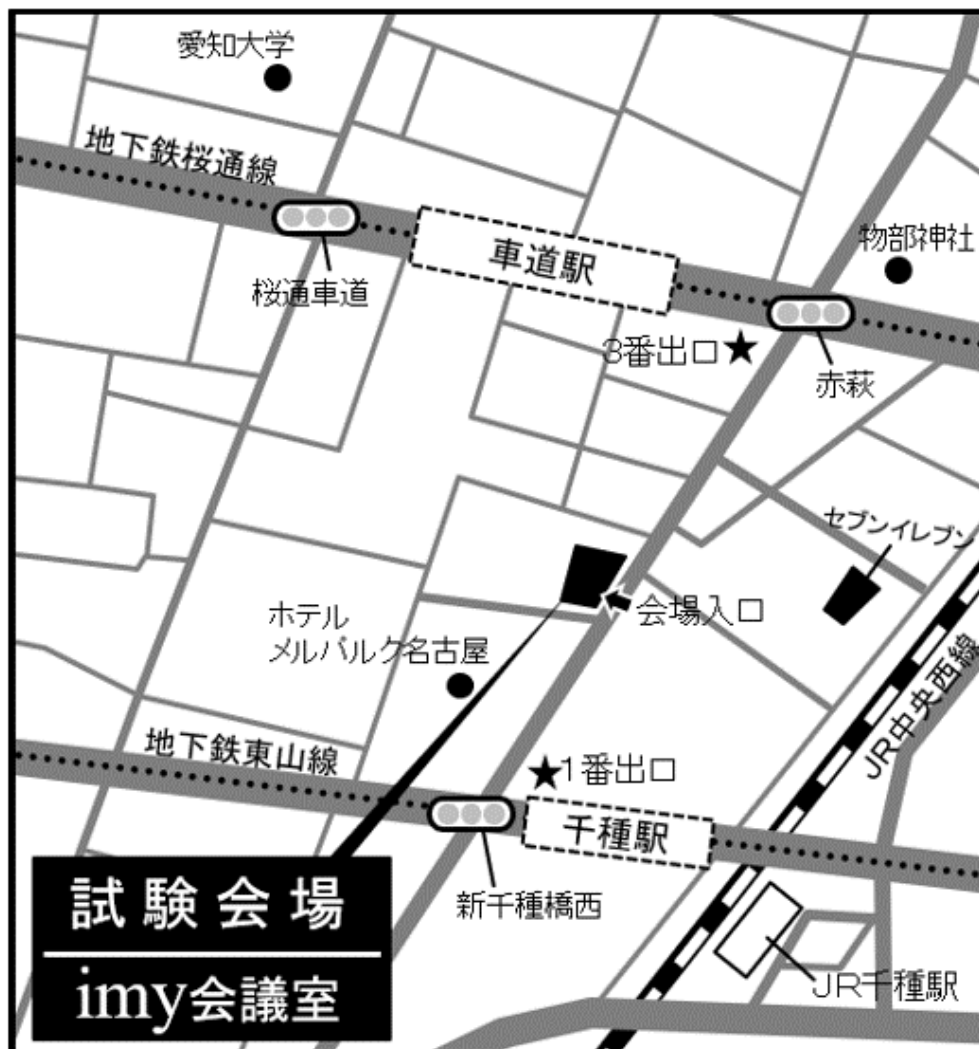 愛知大学
地下鉄桜通線
車道駅
物部神社
桜通車道
3番出口
赤萩
セブンイレブン
会場入口
ホテル
メルパルク名古屋
JR中央西線
地下鉄東山線
1番出口
千種駅
試験会場
新千種橋西
imy会議室
JR千種駅